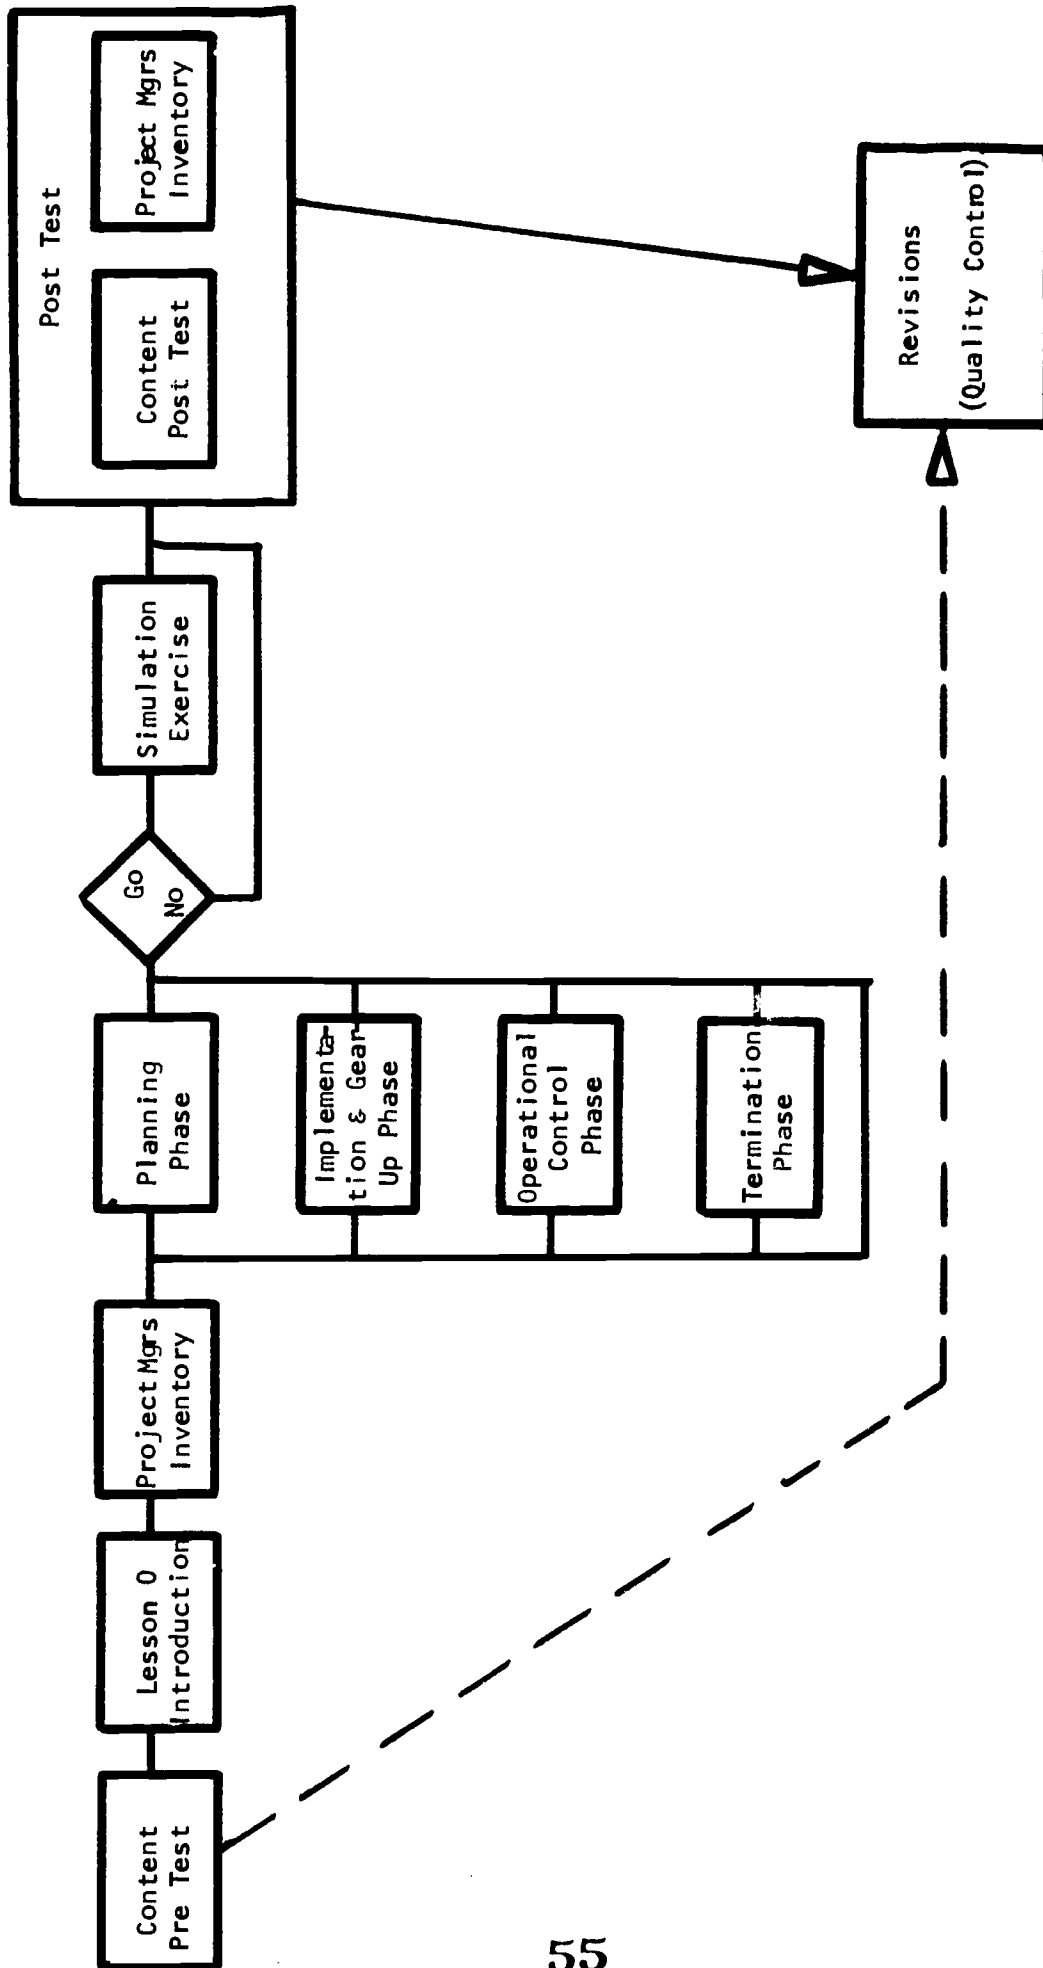 Content
Pre Test
Lesson 0
Introduction
Project Mgrs
Inventory
Planning
Phase
Implementa-
tion & Gear
Up Phase
Operational
Control
Phase
Termination
Phase
Go
No
Simulation
Exercise
Post Test
Content
Post Test
Project Mgrs
Inventory
Revisions
(Quality Control)
55